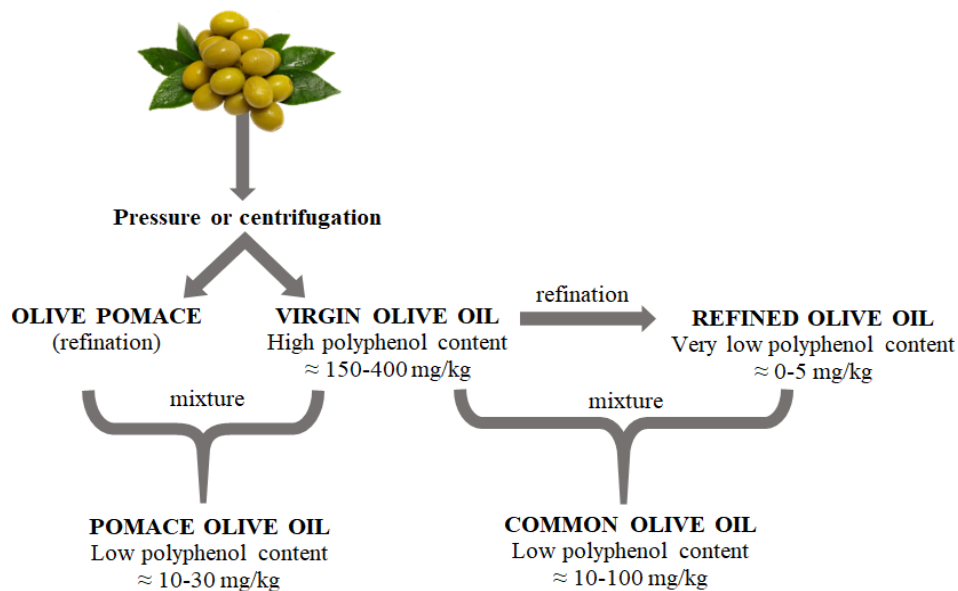 Pressure or centrifugation
OLIVE POMACE
(refination)
VIRGIN OLIVE OIL
High polyphenol content
≈ 150-400 mg/kg
refination
REFINED OLIVE OIL
Very low polyphenol content
≈ 0-5 mg/kg
mixture
mixture
POMACE OLIVE OIL
Low polyphenol content
≈ 10-30 mg/kg
COMMON OLIVE OIL
Low polyphenol content
≈ 10-100 mg/kg